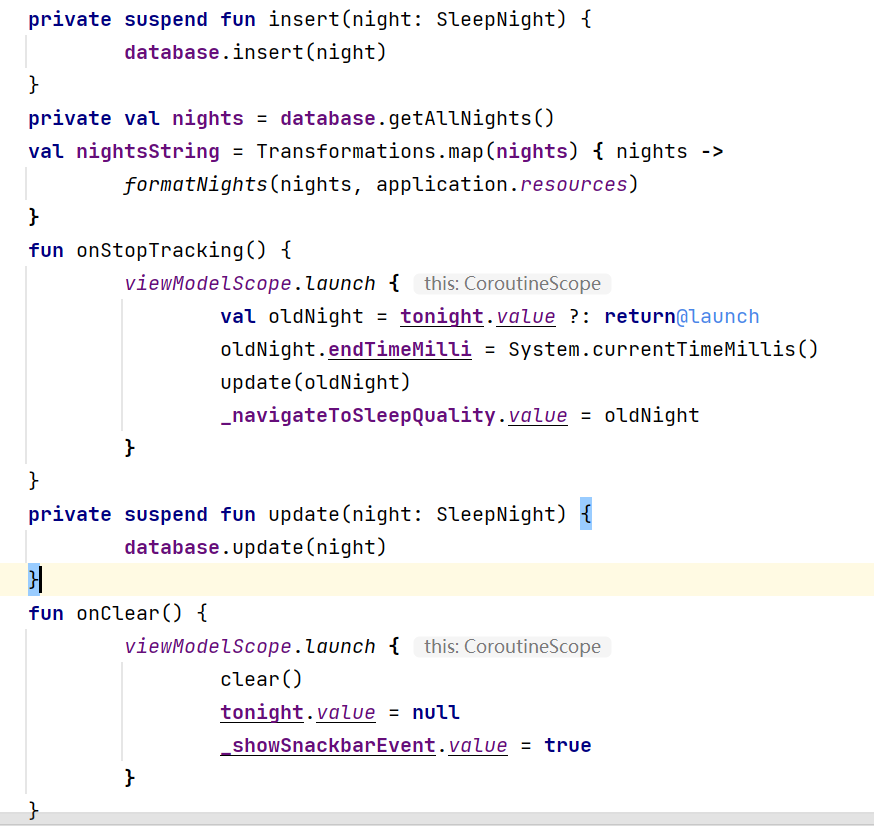 private suspend fun insert(night: SleepNight) {
database.insert(night)
}
private val nights = database.getAllNights()
val nightsString = Transformations.map(nights) { nights ->
formatNights(nights, application.resources)
}
fun onStopTracking() {
viewModelScope.launch { this: CoroutineScope
val oldNight = tonight.value ?: return@launch
oldNight.endTimeMilli = System.currentTimeMillis()
update(oldNight)
_navigateToSleepQuality.value = oldNight
}
}
private suspend fun update(night: SleepNight) {
database.update(night)
}
fun onClear() {
viewModelScope.launch { this: CoroutineScope
clear()
tonight.value = null
_showSnackbarEvent.value = true
}
}